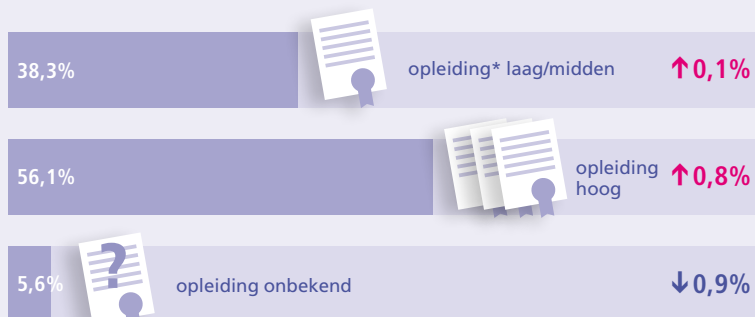 38,3% opleiding* laag/midden ↑0,1%
56,1% opleiding
hoog ↑0,8%
5,6% ? opleiding onbekend ↓0,9%